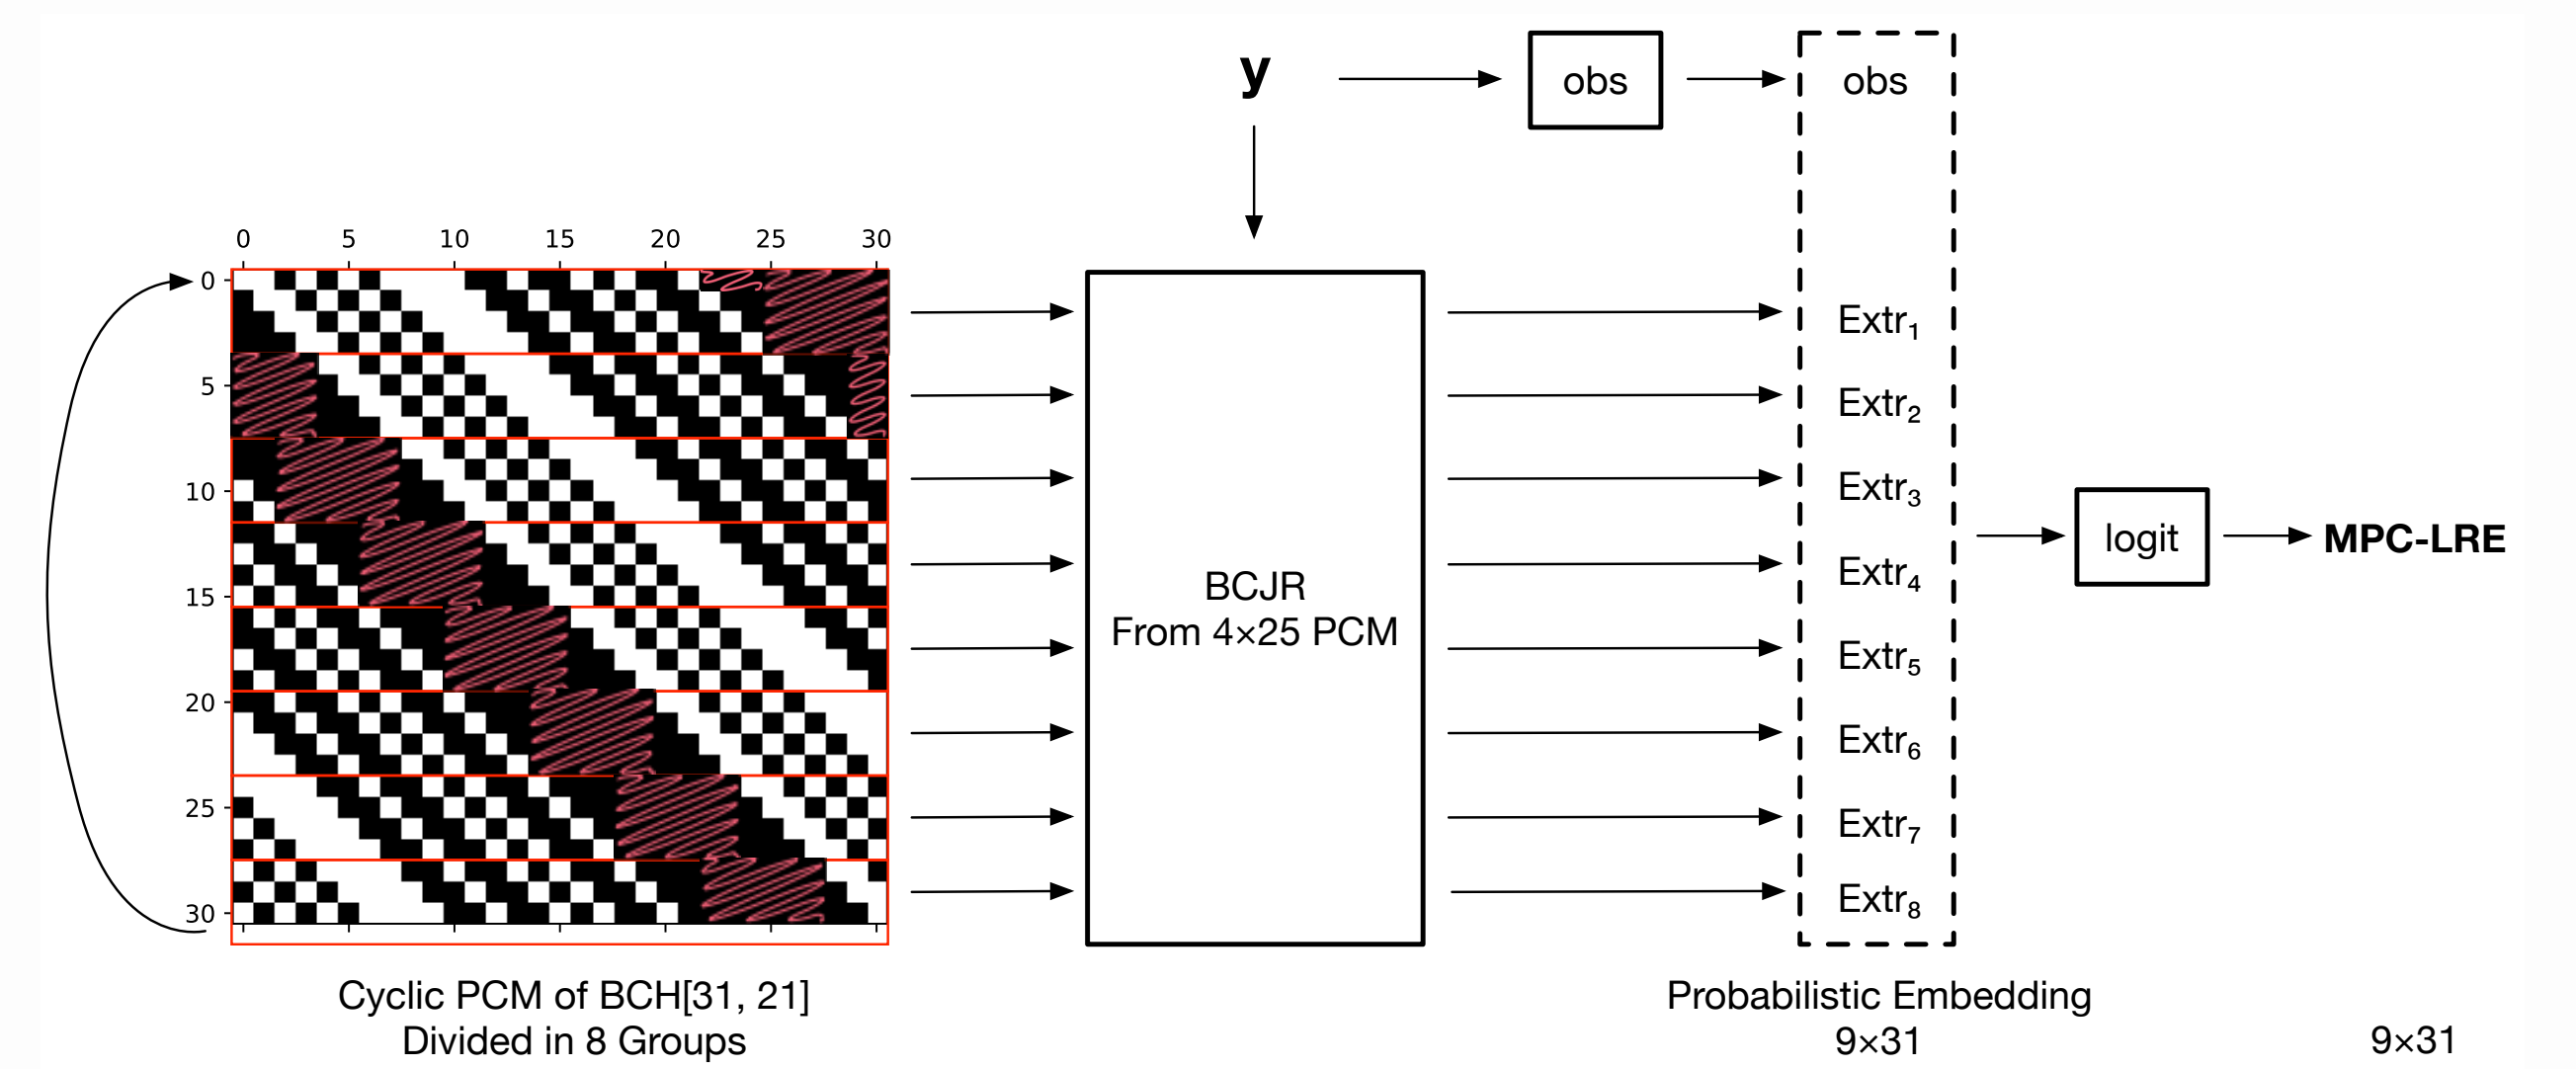 y
obs
obs
0 5 10 15 20 25 30
0
5
10
15
20
25
30
BCJR
From 4×25 PCM
Extr1
Extr2
Extr3
Extr4
Extr5
Extr6
Extr7
Extr8
logit
MPC-LRE
Cyclic PCM of BCH[31, 21]
Divided in 8 Groups
Probabilistic Embedding
9×31
9×31